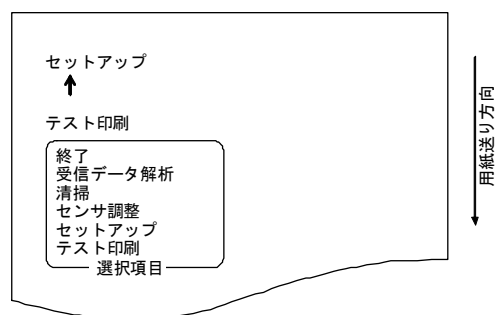 セットアップ
テスト印刷
終了
受信データ解析
清掃
センサ調整
セットアップ
テスト印刷
選択項目
用紙送り方向